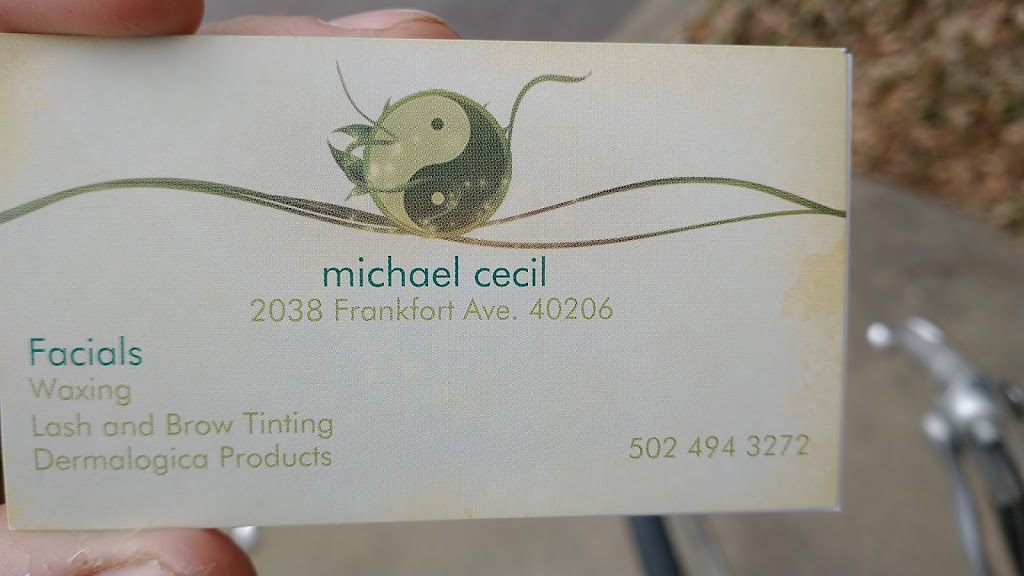 michael cecil
2038 Frankfort Ave. 40206
Facials
Waxing
Lash and Brow Tinting
Dermalogica Products
502 494 3272